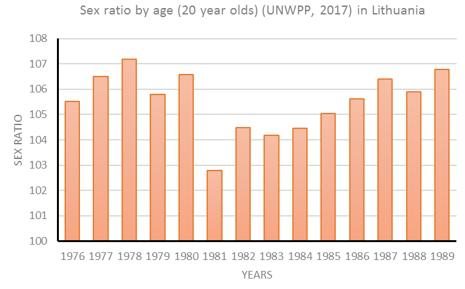 Sex ratio by age (20 year olds) (UNWPP, 2017) in Lithuania
108
107
106
105
104
103
102
101
100
SEX RATIO
1976 1977 1978 1979 1980 1981 1982 1983 1984 1985 1986 1987 1988 1989
YEARS